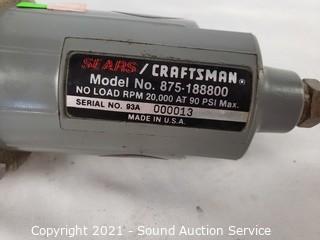 SEARS/CRAFTSMAN®
Model No. 875-188800
NO LOAD RPM 20,000 AT 90 PSI Max.
SERIAL NO. 93A 000013
MADE IN U.S.A.
Copyright 2021 - Sound Auction Service